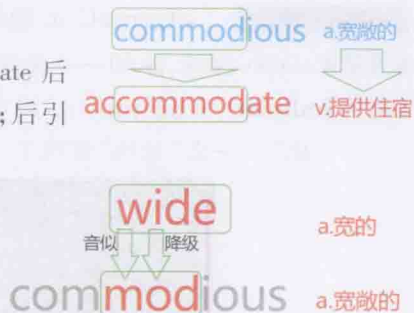 commodious a.宽敞的
ate 后
;后引
accommodate v.提供住宿
wide a.宽的
音似 降级
commodious a.宽敞的